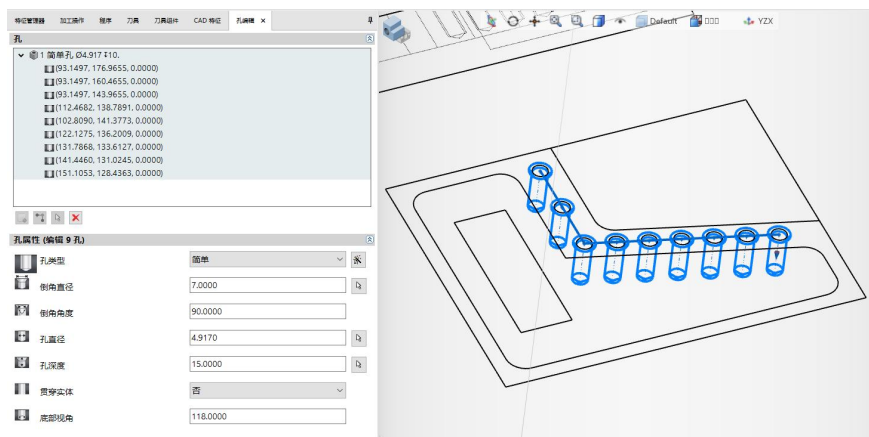 特征管理器 加工操作 程序 刀具 刀具组件 CAD 特征 孔编辑 ×
Default YZX
孔
1 简单孔 Ø4.917 ↧10.
(93.1497, 176.9655, 0.0000)
(93.1497, 160.4655, 0.0000)
(93.1497, 143.9655, 0.0000)
(112.4682, 138.7891, 0.0000)
(102.8090, 141.3773, 0.0000)
(122.1275, 136.2009, 0.0000)
(131.7868, 133.6127, 0.0000)
(141.4460, 131.0245, 0.0000)
(151.1053, 128.4363, 0.0000)
孔属性 (编辑 9 孔)
孔类型 简单
倒角直径 7.0000
倒角角度 90.0000
孔直径 4.9170
孔深度 15.0000
贯穿实体 否
底部视角 118.0000